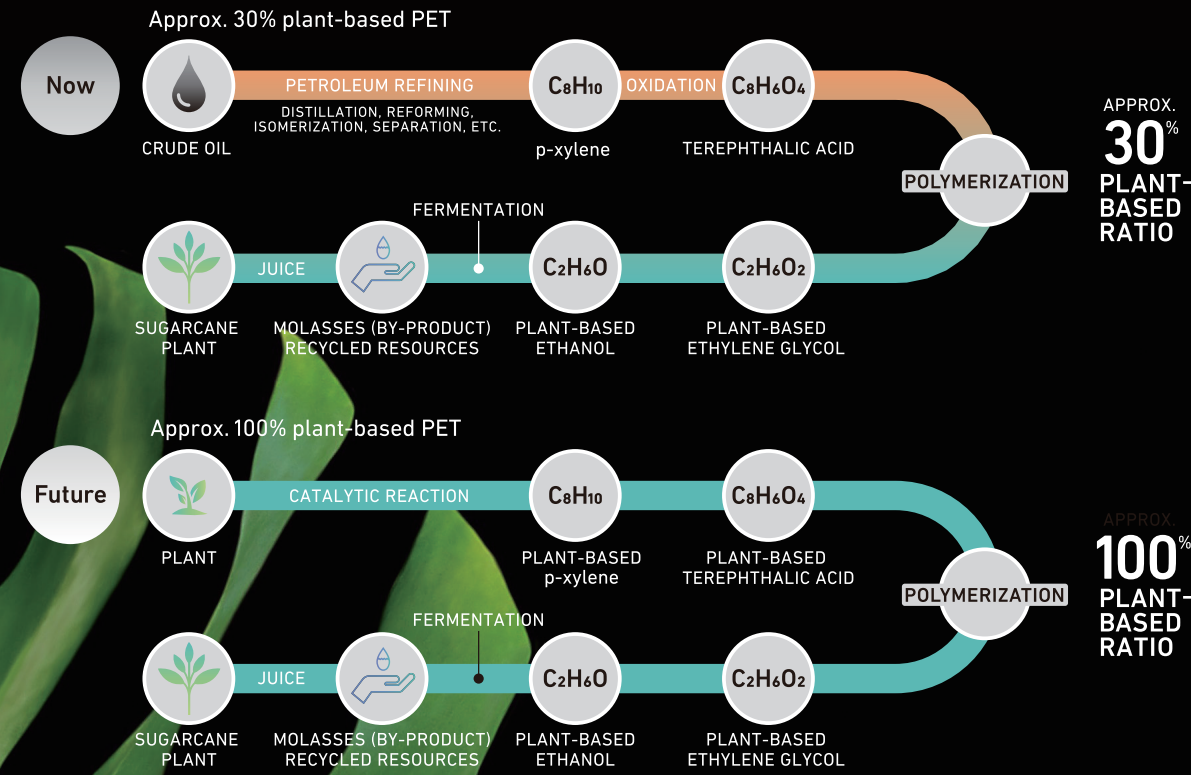 Approx. 30% plant-based PET
Now
PETROLEUM REFINING
C₈H₁₀
OXIDATION
C₈H₆O₄
DISTILLATION, REFORMING,
ISOMERIZATION, SEPARATION, ETC.
CRUDE OIL
p-xylene
TEREPHTHALIC ACID
POLYMERIZATION
APPROX.
30%
PLANT-
BASED
RATIO
FERMENTATION
JUICE
C₂H₆O
C₂H₆O₂
SUGARCANE
PLANT
MOLASSES (BY-PRODUCT)
RECYCLED RESOURCES
PLANT-BASED
ETHANOL
PLANT-BASED
ETHYLENE GLYCOL
Approx. 100% plant-based PET
Future
CATALYTIC REACTION
C₈H₁₀
C₈H₆O₄
PLANT
PLANT-BASED
p-xylene
PLANT-BASED
TEREPHTHALIC ACID
POLYMERIZATION
APPROX.
100%
PLANT-
BASED
RATIO
FERMENTATION
JUICE
C₂H₆O
C₂H₆O₂
SUGARCANE
PLANT
MOLASSES (BY-PRODUCT)
RECYCLED RESOURCES
PLANT-BASED
ETHANOL
PLANT-BASED
ETHYLENE GLYCOL